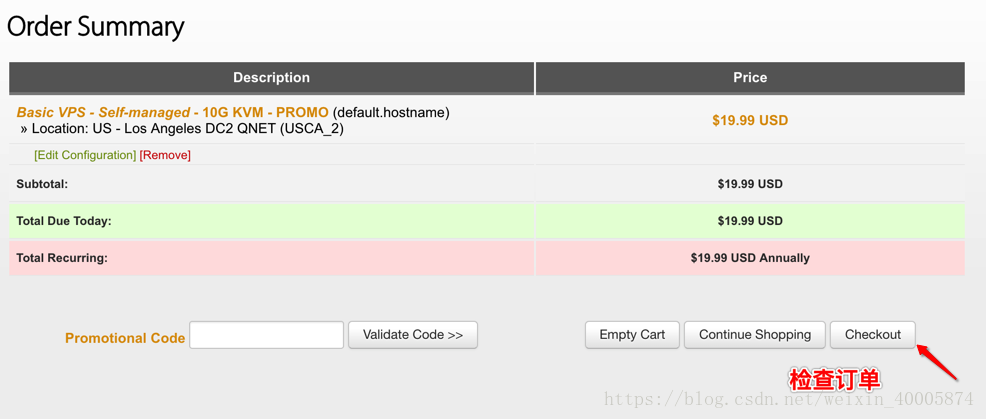 Order Summary
Description Price
Basic VPS - Self-managed - 10G KVM - PROMO (default.hostname)
» Location: US - Los Angeles DC2 QNET (USCA_2)
$19.99 USD
[Edit Configuration] [Remove]
Subtotal: $19.99 USD
Total Due Today: $19.99 USD
Total Recurring: $19.99 USD Annually
Promotional Code Validate Code >> Empty Cart Continue Shopping Checkout
检查订单
https://blog.csdn.net/weixin_40005874